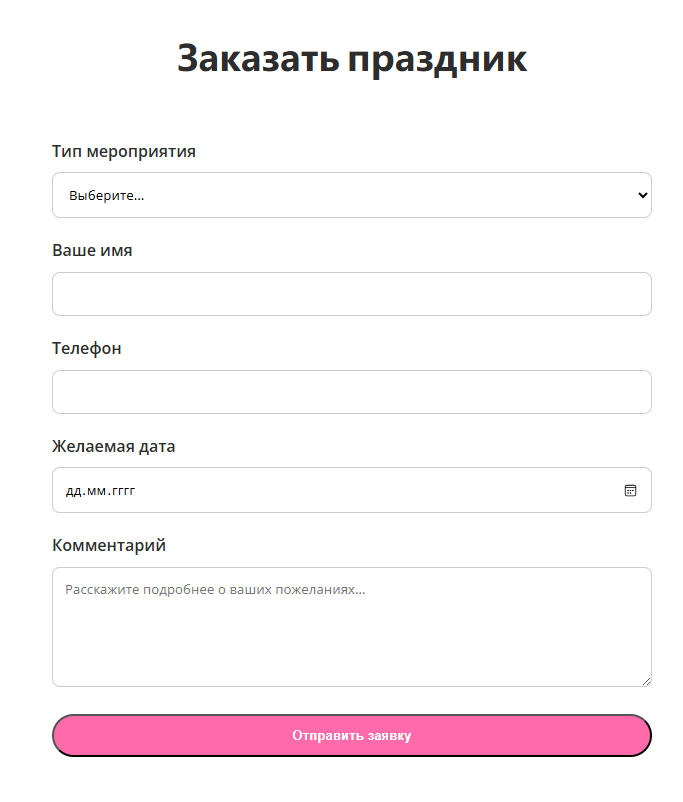 Заказать праздник
Тип мероприятия
Выберите...
Ваше имя
Телефон
Желаемая дата
дд.мм.гггг
Комментарий
Расскажите подробнее о ваших пожеланиях...
Отправить заявку